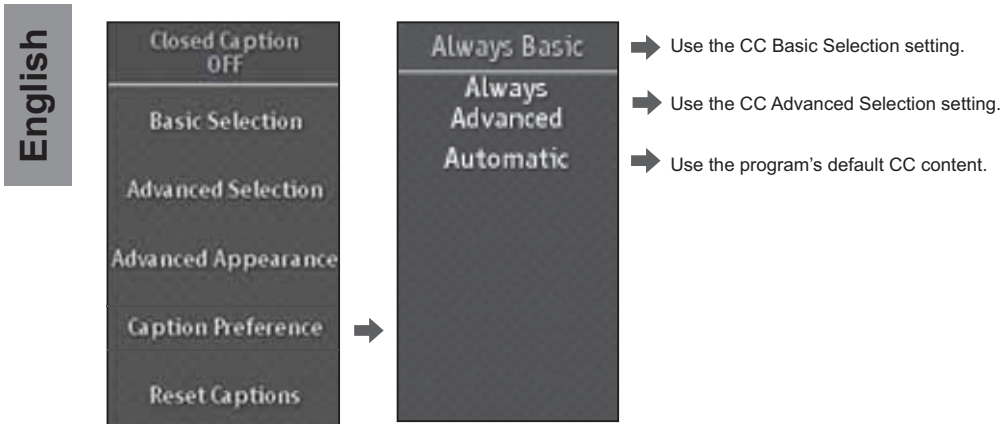 English
Closed Caption
OFF
Basic Selection
Advanced Selection
Advanced Appearance
Caption Preference
Reset Captions
Always Basic
Always
Advanced
Automatic
Use the CC Basic Selection setting.
Use the CC Advanced Selection setting.
Use the program’s default CC content.